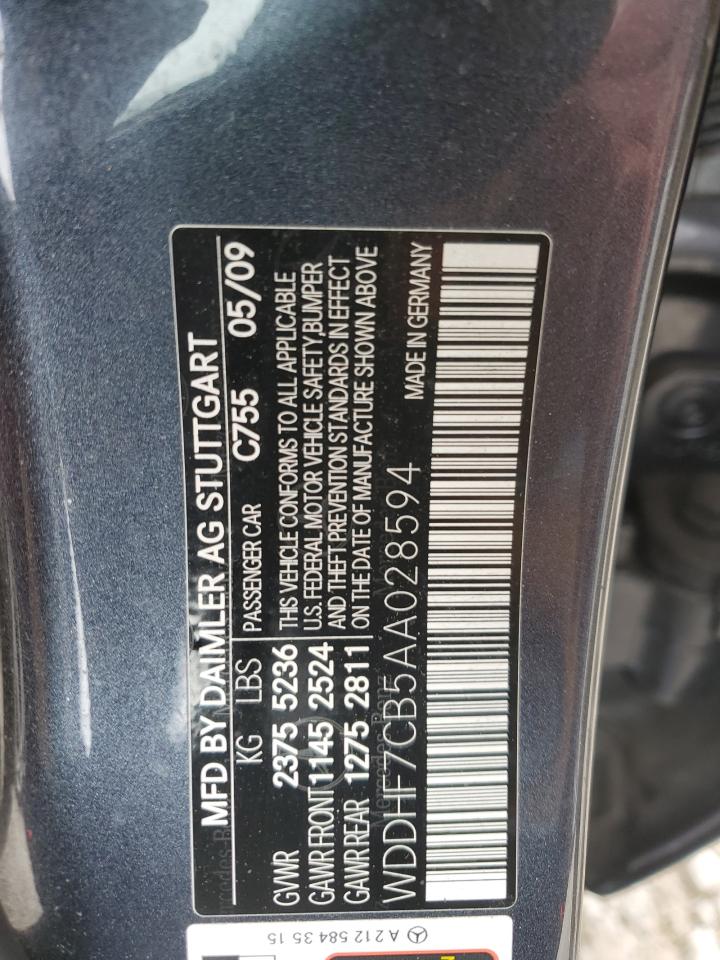 MFD BY DAIMLER AG STUTTGART
KG LBS PASSENGER CAR C755 05/09
GVWR 2375 5236 THIS VEHICLE CONFORMS TO ALL APPLICABLE
GAWR FRONT 1145 2524 U.S. FEDERAL MOTOR VEHICLE SAFETY,BUMPER
AND THEFT PREVENTION STANDARDS IN EFFECT
GAWR REAR 1275 2811 ON THE DATE OF MANUFACTURE SHOWN ABOVE
WDDHF7CB5AA028594 MADE IN GERMANY
A 212 584 35 15